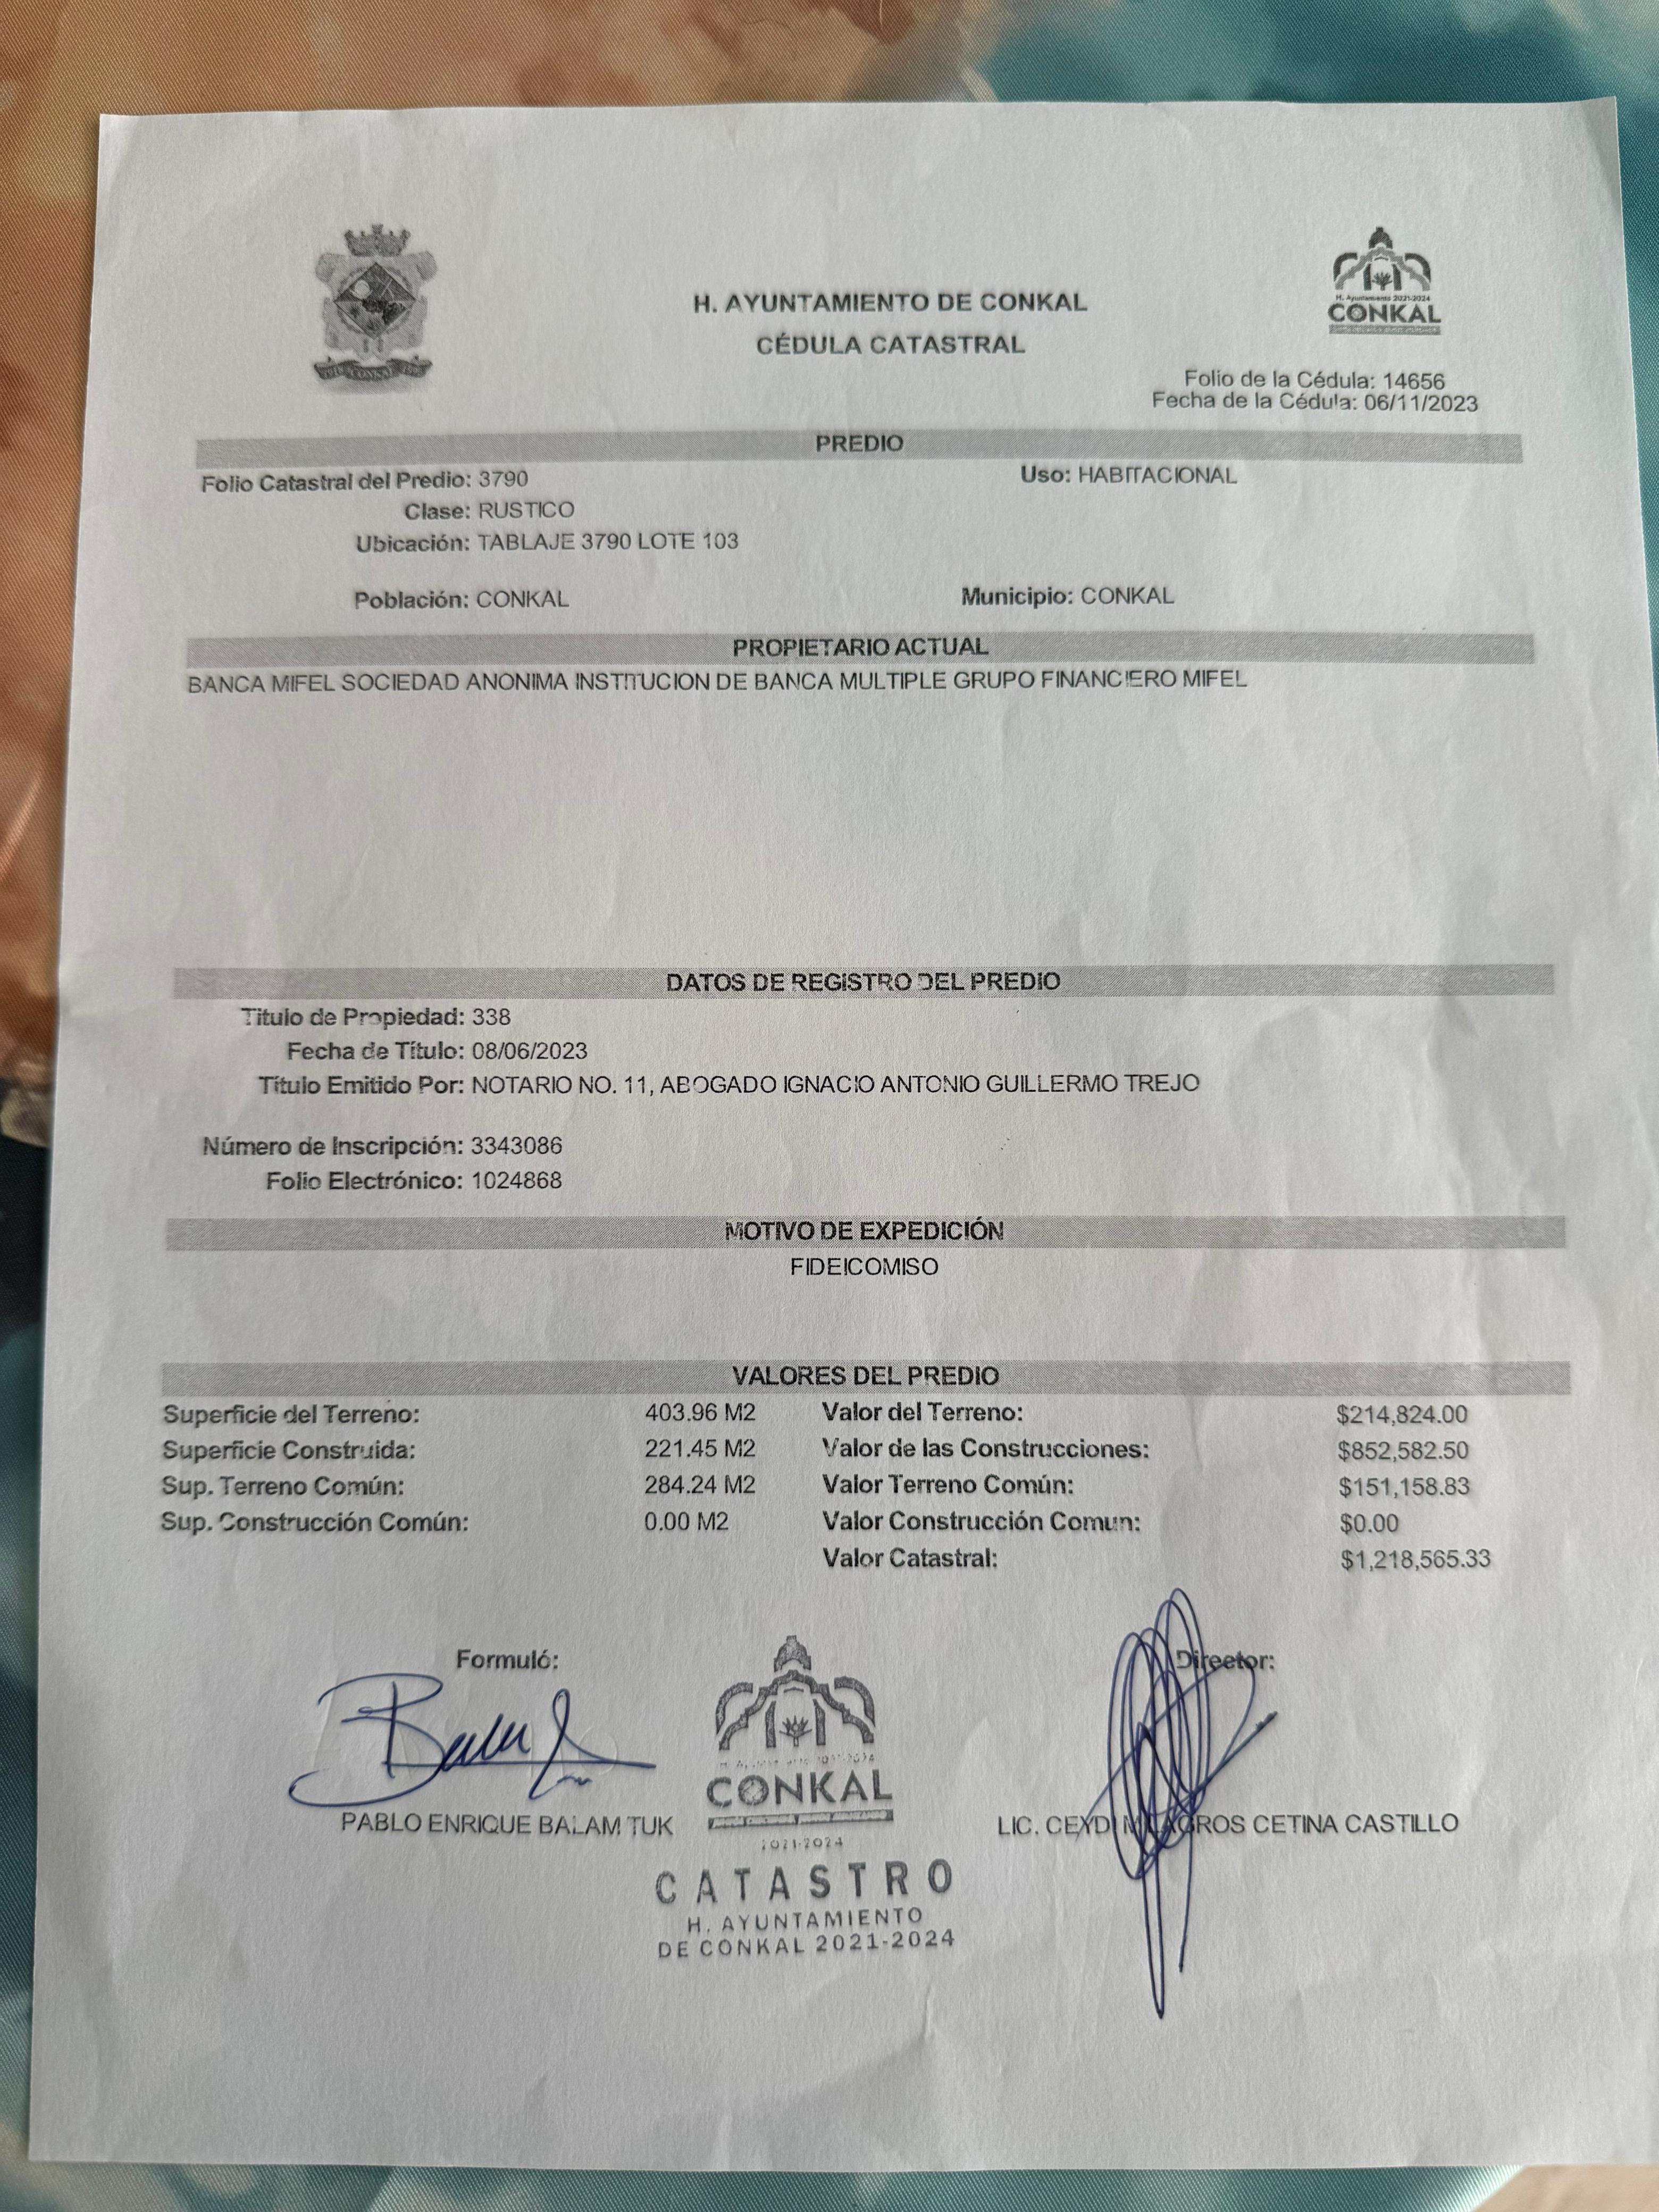 H. AYUNTAMIENTO DE CONKAL
CÉDULA CATASTRAL
H. Ayuntamiento 2021-2024
CONKAL
CONKAL
Folio de la Cédula: 14656
Fecha de la Cédula: 06/11/2023
PREDIO
Folio Catastral del Predio: 3790 Uso: HABITACIONAL
Clase: RUSTICO
Ubicación: TABLAJE 3790 LOTE 103
Población: CONKAL Municipio: CONKAL
PROPIETARIO ACTUAL
BANCA MIFEL SOCIEDAD ANONIMA INSTITUCION DE BANCA MULTIPLE GRUPO FINANCIERO MIFEL
DATOS DE REGISTRO DEL PREDIO
Titulo de Propiedad: 338
Fecha de Título: 08/06/2023
Título Emitido Por: NOTARIO NO. 11, ABOGADO IGNACIO ANTONIO GUILLERMO TREJO
Número de Inscripción: 3343086
Folio Electrónico: 1024868
MOTIVO DE EXPEDICIÓN
FIDEICOMISO
VALORES DEL PREDIO
Superficie del Terreno: 403.96 M2 Valor del Terreno: $214,824.00
Superficie Construida: 221.45 M2 Valor de las Construcciones: $852,582.50
Sup. Terreno Común: 284.24 M2 Valor Terreno Común: $151,158.83
Sup. Construcción Común: 0.00 M2 Valor Construcción Comun: $0.00
Valor Catastral: $1,218,565.33
Formuló: Director:
PABLO ENRIQUE BALAM TUK LIC. CEYDI MILAGROS CETINA CASTILLO
CONKAL
2021-2024
CATASTRO
H. AYUNTAMIENTO
DE CONKAL 2021-2024